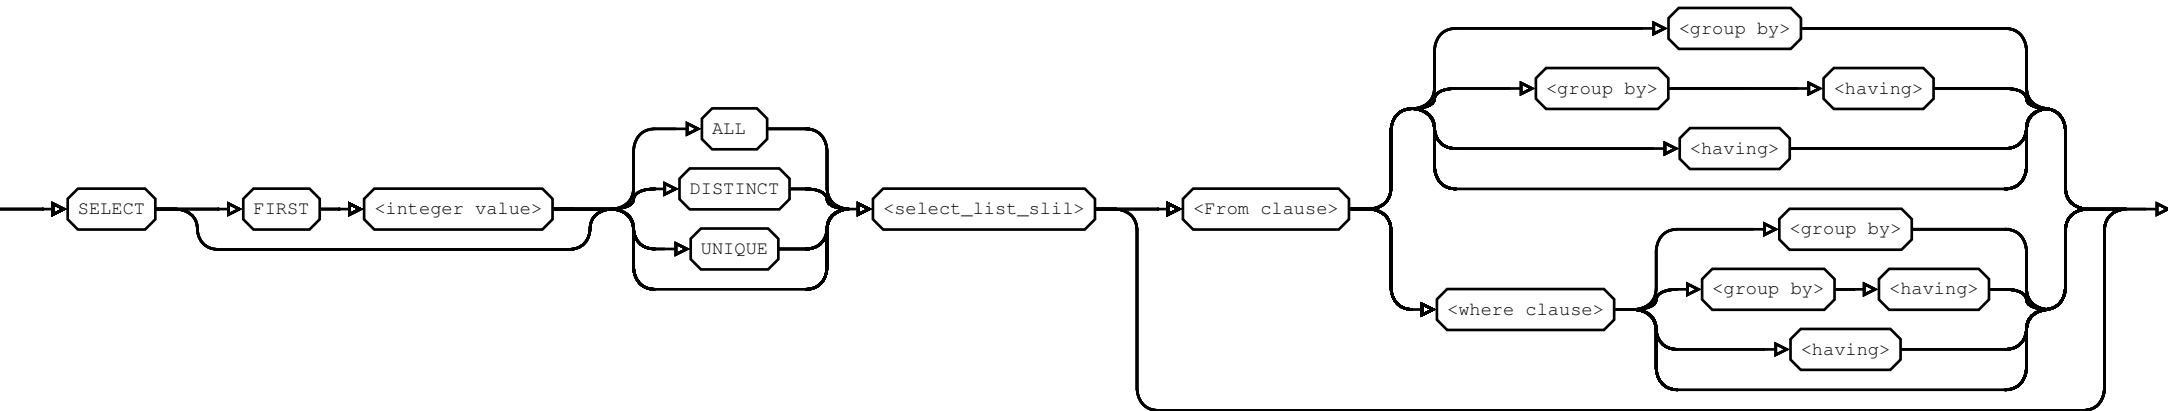 <group by>
<group by> <having>
ALL
<having>
DISTINCT
SELECT FIRST <integer value> <select_list_slil> <From clause>
<group by>
UNIQUE
<group by> <having>
<where clause>
<having>